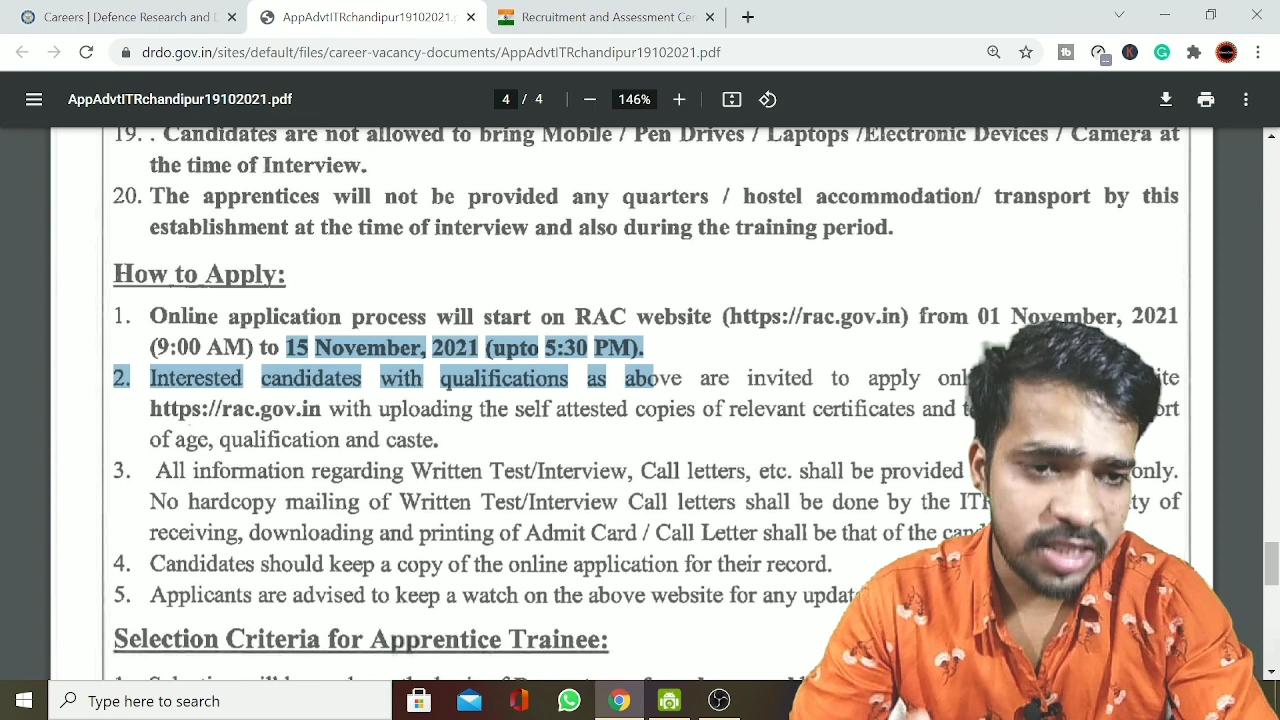 Careers | Defence Research and D
AppAdvtITRchandipur19102021.pdf
Recruitment and Assessment Cen
drdo.gov.in/sites/default/files/career-vacancy-documents/AppAdvtITRchandipur19102021.pdf
AppAdvtITRchandipur19102021.pdf
4 / 4
146%
19. . Candidates are not allowed to bring Mobile / Pen Drives / Laptops /Electronic Devices / Camera at
the time of Interview.
20. The apprentices will not be provided any quarters / hostel accommodation/ transport by this
establishment at the time of interview and also during the training period.
How to Apply:
1. Online application process will start on RAC website (https://rac.gov.in) from 01 November, 2021
(9:00 AM) to 15 November, 2021 (upto 5:30 PM).
2. Interested candidates with qualifications as above are invited to apply
https://rac.gov.in with uploading the self attested copies of relevant certificates and
of age, qualification and caste.
3. All information regarding Written Test/Interview, Call letters, etc. shall be provided only.
No hardcopy mailing of Written Test/Interview Call letters shall be done by the of
receiving, downloading and printing of Admit Card / Call Letter shall be that of the
4. Candidates should keep a copy of the online application for their record.
5. Applicants are advised to keep a watch on the above website for any
Selection Criteria for Apprentice Trainee:
Type here to search